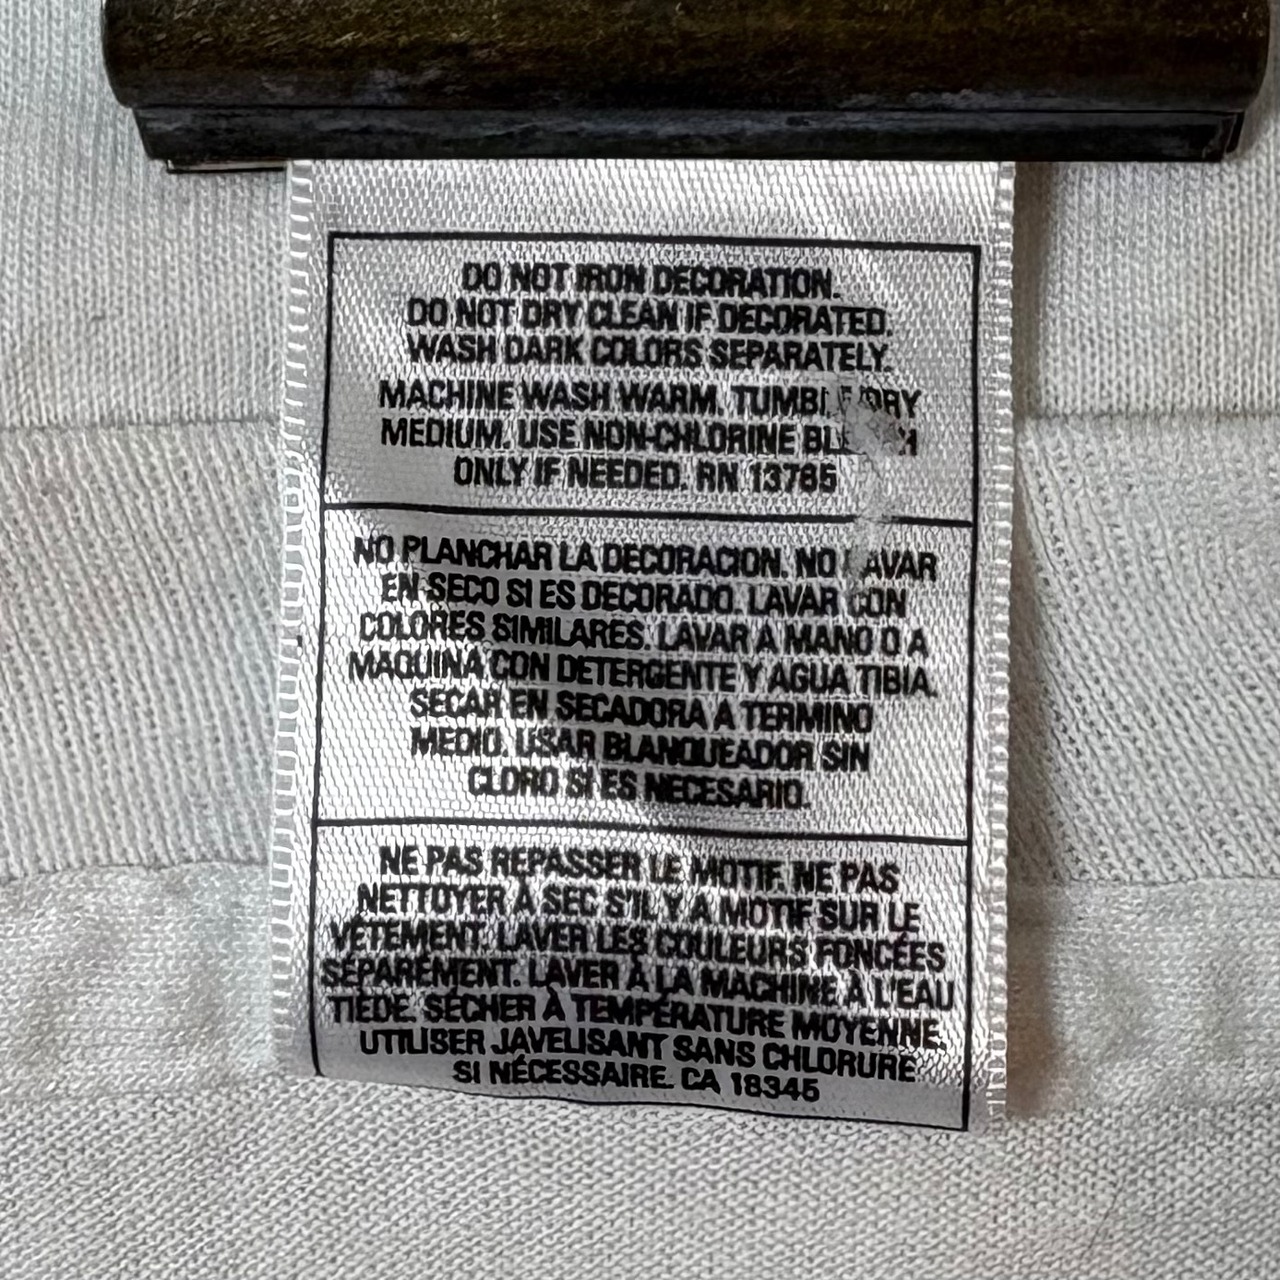 DO NOT IRON DECORATION.
DO NOT DRY CLEAN IF DECORATED.
WASH DARK COLORS SEPARATELY.
MACHINE WASH WARM. TUMBLE DRY
MEDIUM. USE NON-CHLORINE BLEACH
ONLY IF NEEDED. RN 13765
NO PLANCHAR LA DECORACION. NO LAVAR
EN SECO SI ES DECORADO. LAVAR CON
COLORES SIMILARES. LAVAR A MANO O A
MAQUINA CON DETERGENTE Y AGUA TIBIA.
SECAR EN SECADORA A TERMINO
MEDIO. USAR BLANQUEADOR SIN
CLORO SI ES NECESARIO.
NE PAS REPASSER LE MOTIF. NE PAS
NETTOYER À SEC S'IL Y A MOTIF SUR LE
VÊTEMENT. LAVER LES COULEURS FONCÉES
SÉPARÉMENT. LAVER À LA MACHINE À L'EAU
TIÈDE. SÉCHER À TEMPÉRATURE MOYENNE.
UTILISER JAVELISANT SANS CHLORURE
SI NÉCESSAIRE. CA 18345